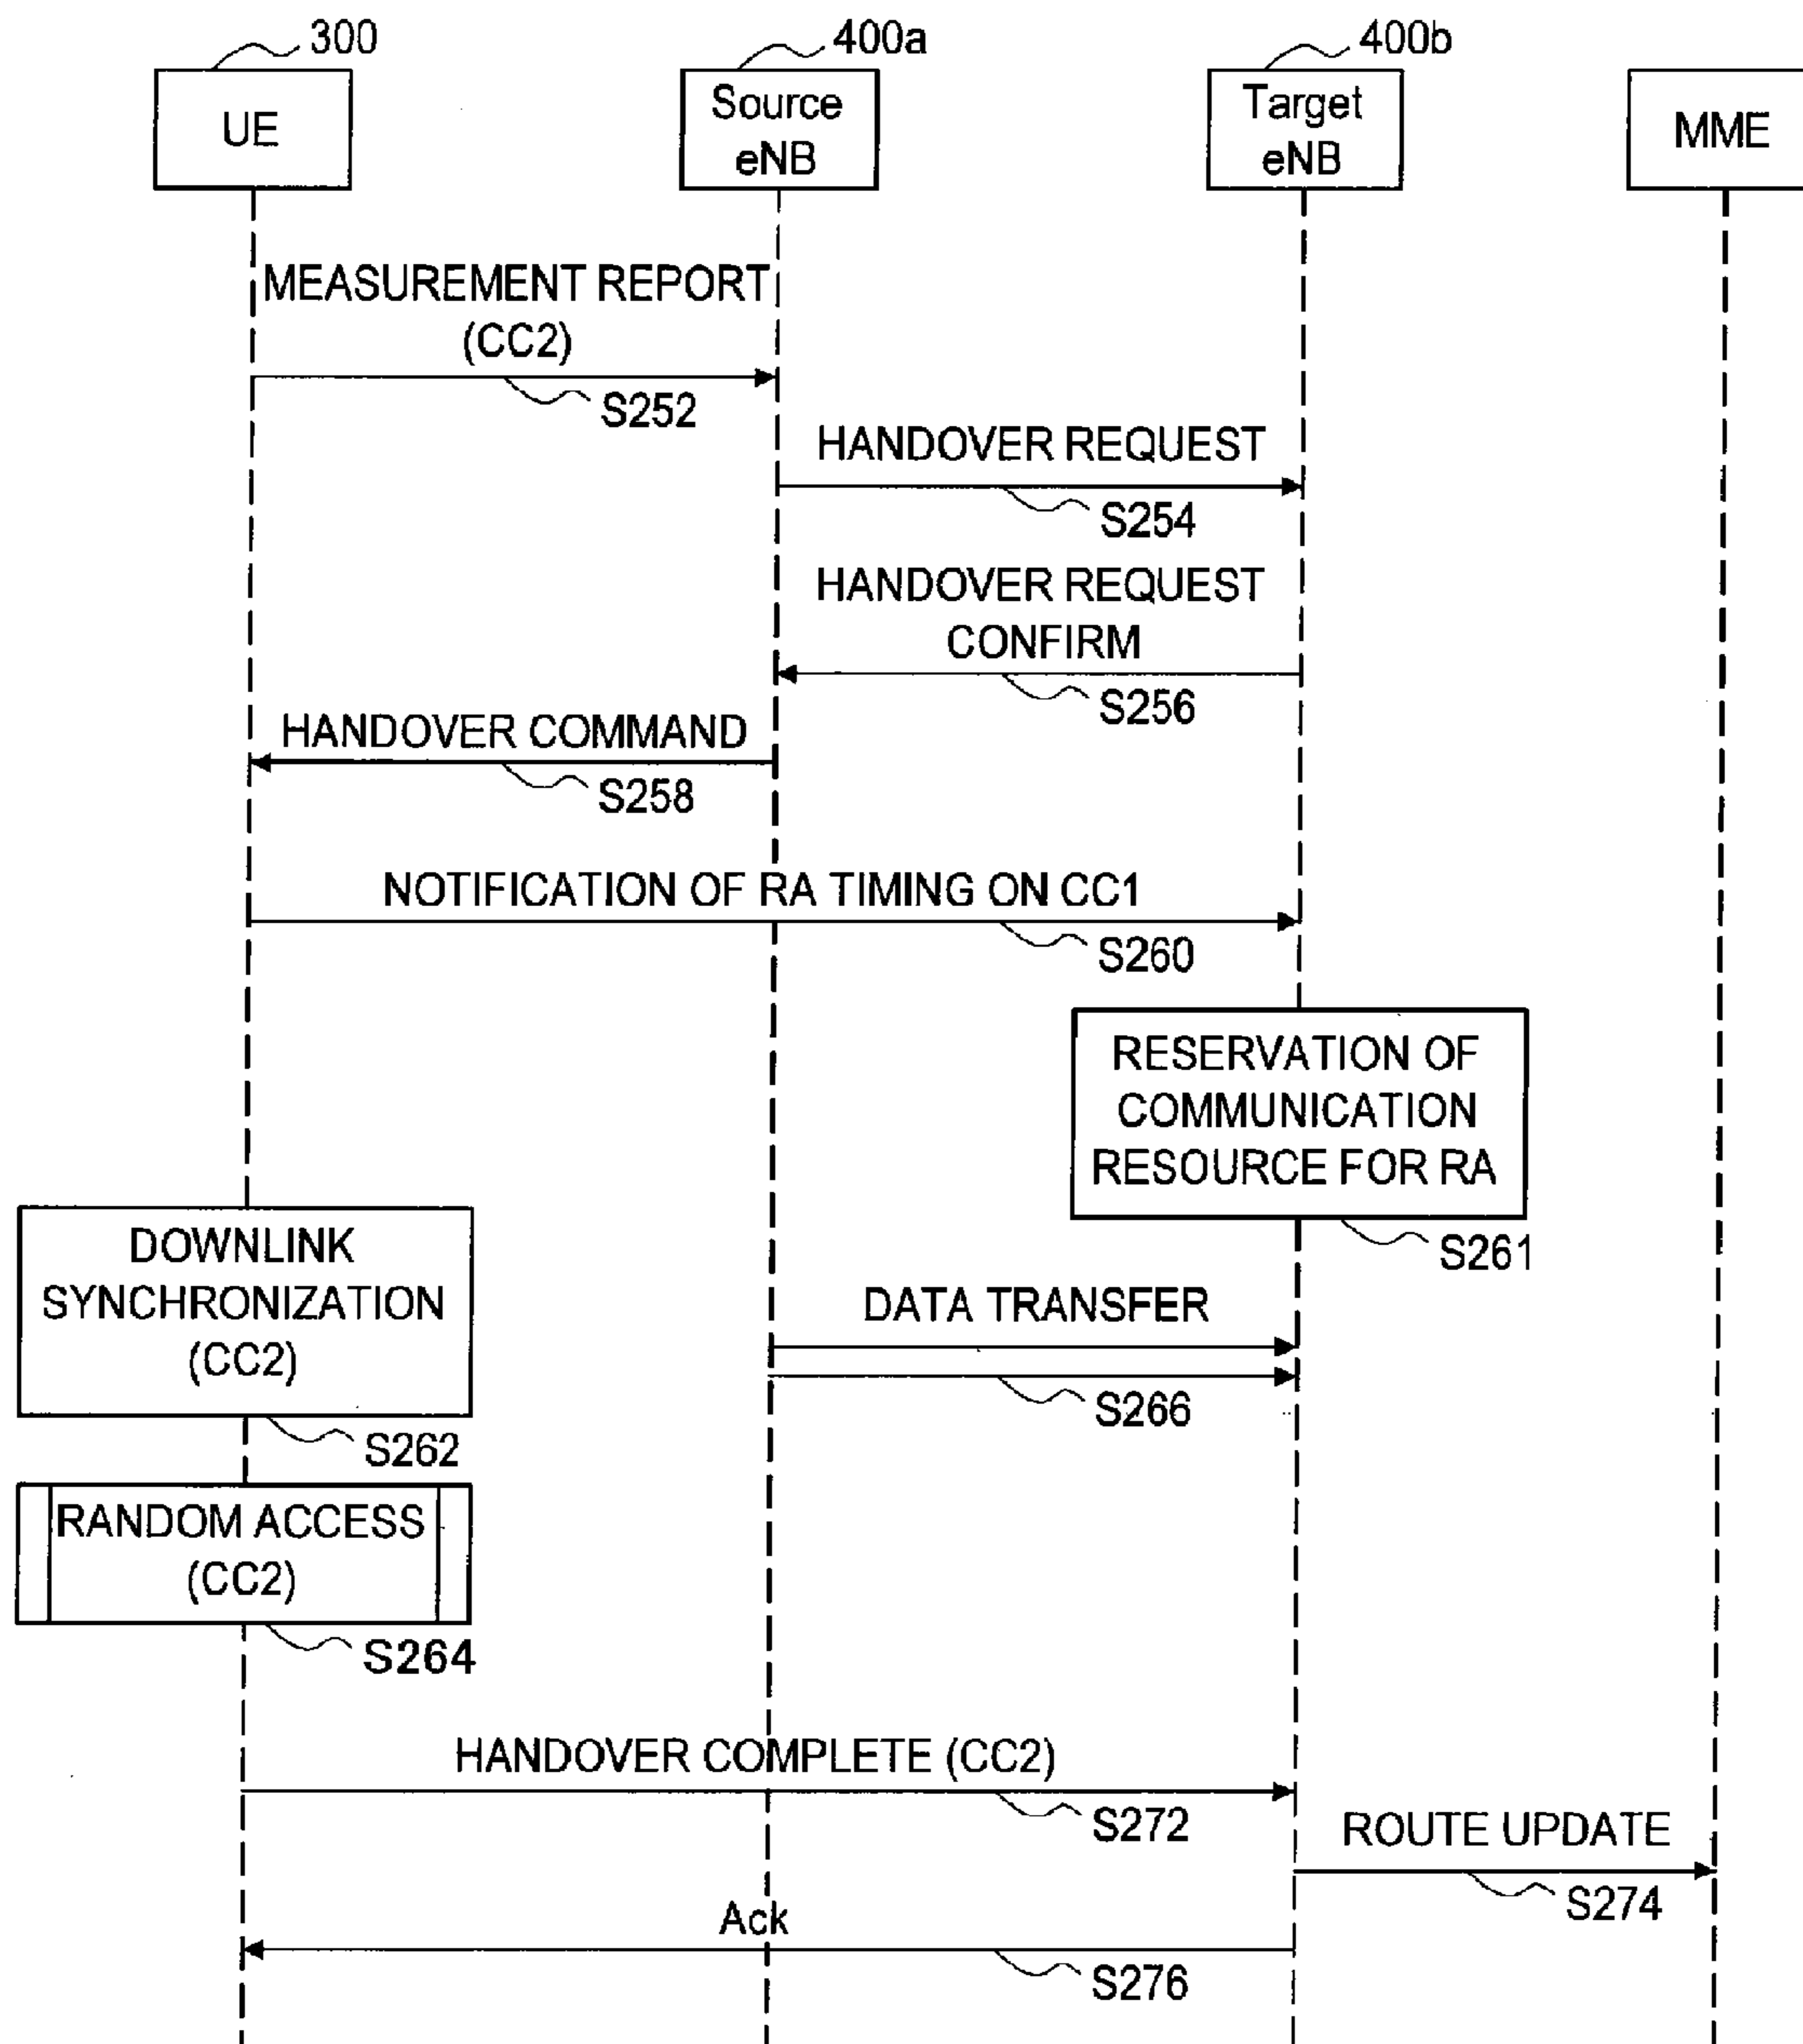 300
400a
400b
UE
Source
eNB
Target
eNB
MME
MEASUREMENT REPORT
(CC2)
S252
HANDOVER REQUEST
S254
HANDOVER REQUEST
CONFIRM
S256
HANDOVER COMMAND
S258
NOTIFICATION OF RA TIMING ON CC1
S260
RESERVATION OF
COMMUNICATION
RESOURCE FOR RA
S261
DOWNLINK
SYNCHRONIZATION
(CC2)
S262
DATA TRANSFER
S266
RANDOM ACCESS
(CC2)
S264
HANDOVER COMPLETE (CC2)
S272
ROUTE UPDATE
S274
Ack
S276